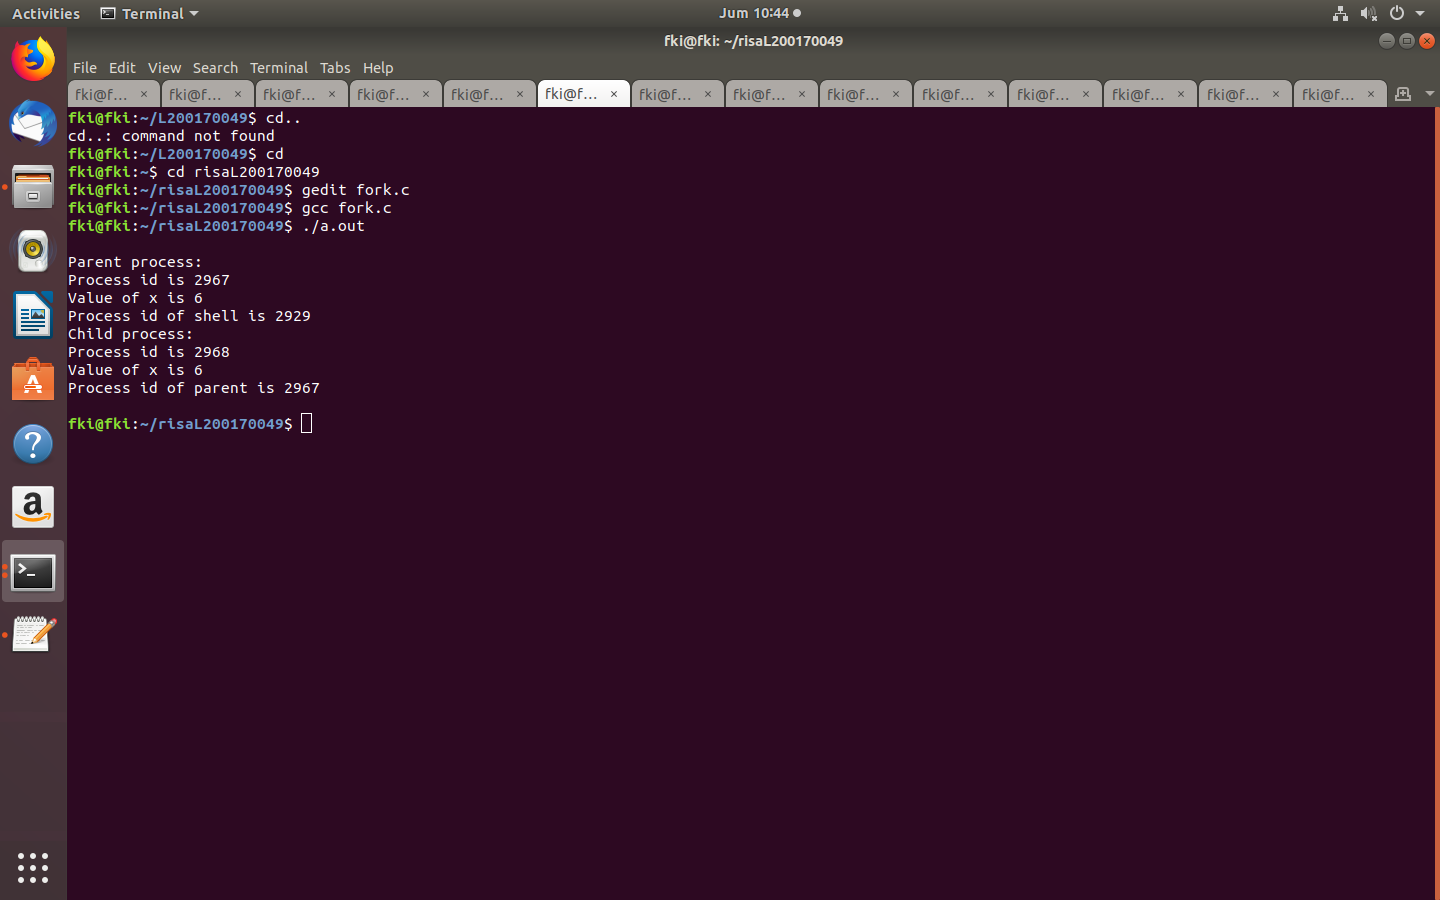 Activities Terminal Jum 10:44
fki@fki: ~/risaL200170049
File Edit View Search Terminal Tabs Help
fki@f… × fki@f… × fki@f… × fki@f… × fki@f… × fki@f… × fki@f… × fki@f… × fki@f… × fki@f… × fki@f… × fki@f… × fki@f… × fki@f… ×
fki@fki:~/L200170049$ cd..
cd..: command not found
fki@fki:~/L200170049$ cd
fki@fki:~$ cd risaL200170049
fki@fki:~/risaL200170049$ gedit fork.c
fki@fki:~/risaL200170049$ gcc fork.c
fki@fki:~/risaL200170049$ ./a.out
Parent process:
Process id is 2967
Value of x is 6
Process id of shell is 2929
Child process:
Process id is 2968
Value of x is 6
Process id of parent is 2967
fki@fki:~/risaL200170049$